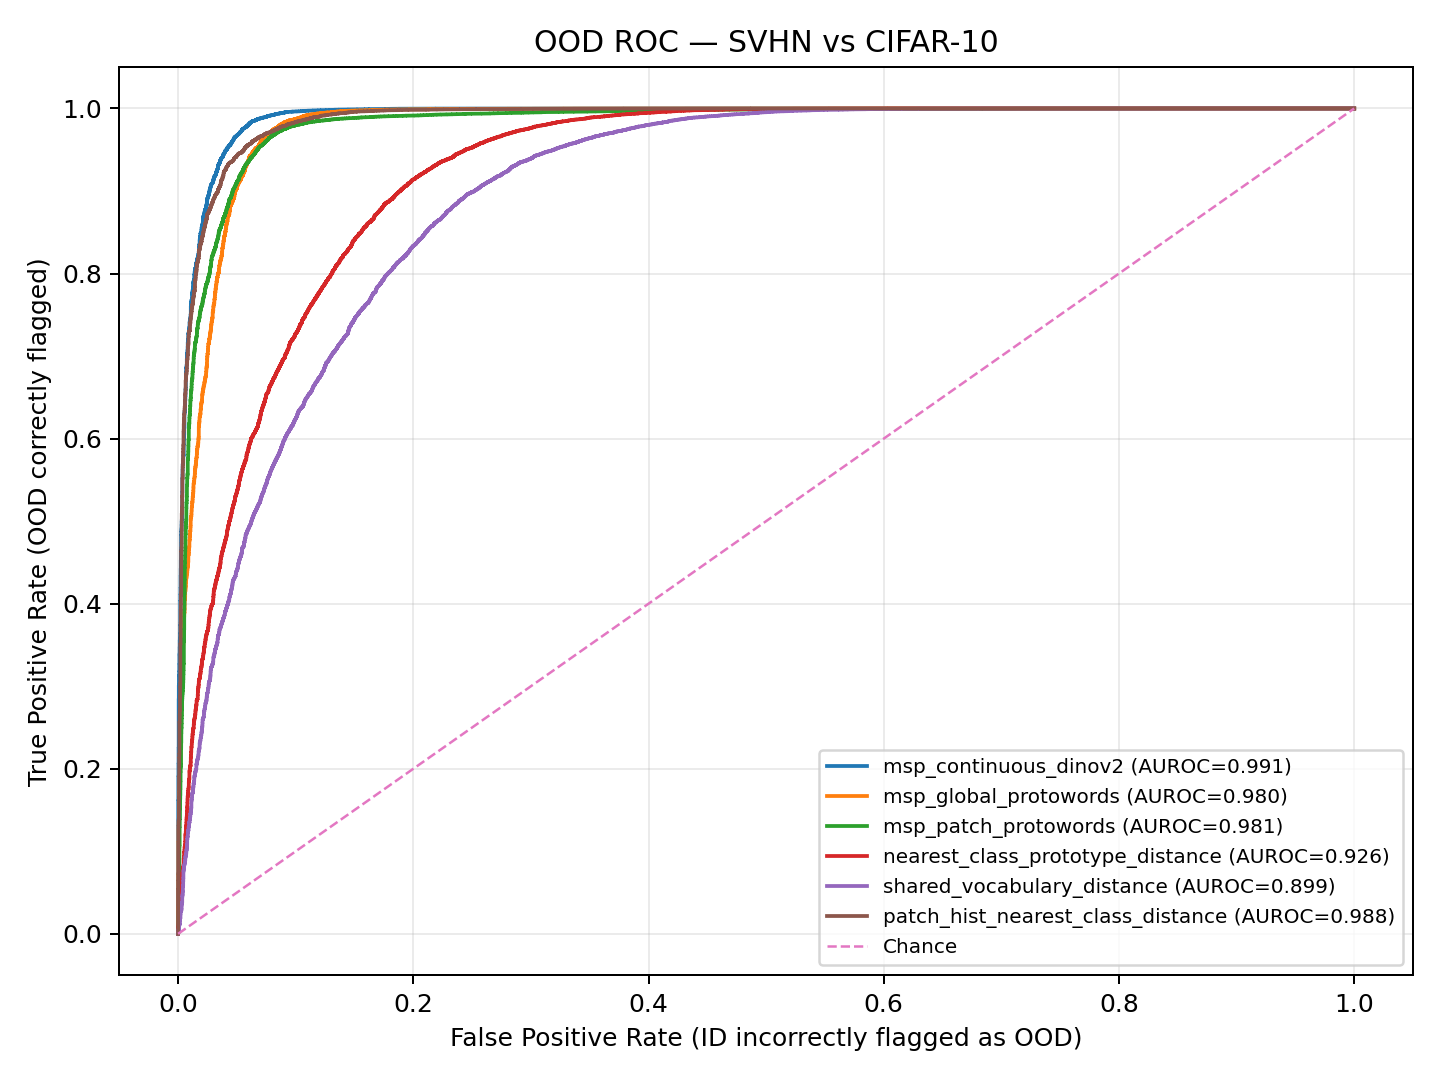 OOD ROC — SVHN vs CIFAR-10
True Positive Rate (OOD correctly flagged)
1.0
0.8
0.6
0.4
0.2
0.0
msp_continuous_dinov2 (AUROC=0.991)
msp_global_protowords (AUROC=0.980)
msp_patch_protowords (AUROC=0.981)
nearest_class_prototype_distance (AUROC=0.926)
shared_vocabulary_distance (AUROC=0.899)
patch_hist_nearest_class_distance (AUROC=0.988)
Chance
0.0 0.2 0.4 0.6 0.8 1.0
False Positive Rate (ID incorrectly flagged as OOD)